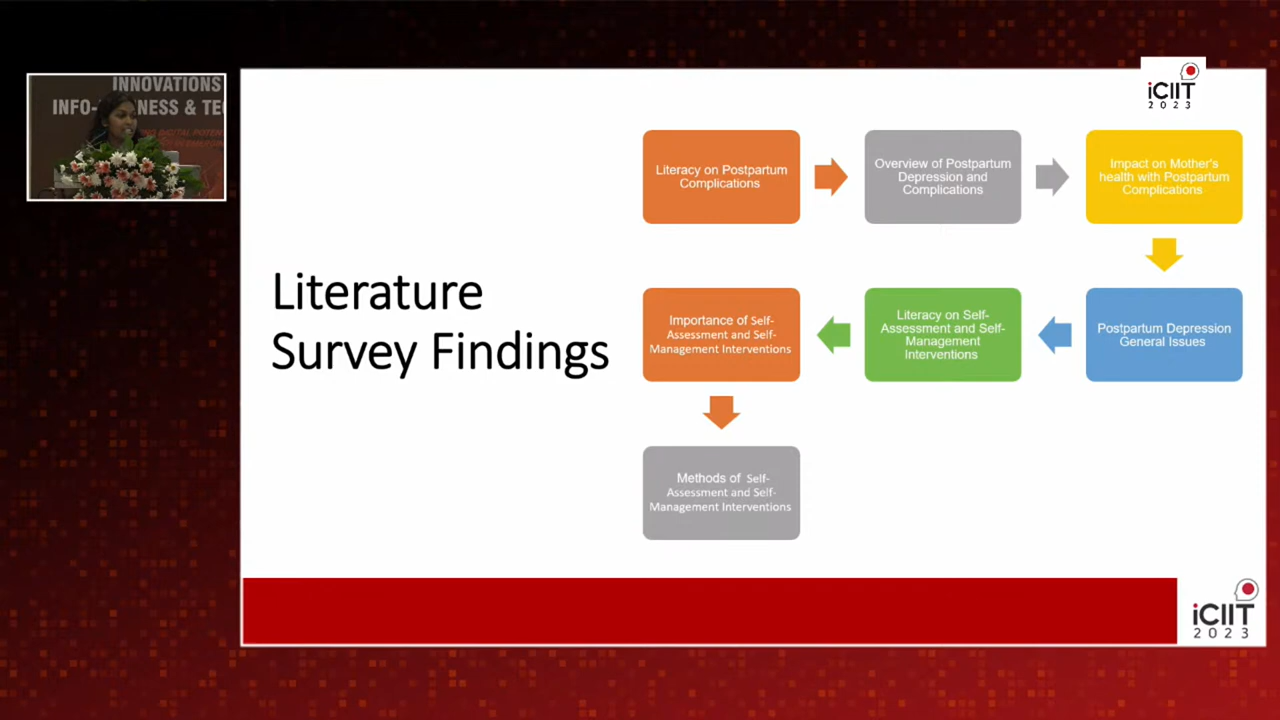 INNOVATIONS
INFO-
NESS & TE
iCIIT
2023
Literature
Survey Findings
Literacy on Postpartum
Complications
Overview of Postpartum
Depression and
Complications
Impact on Mother's
health with Postpartum
Complications
Postpartum Depression
General Issues
Literacy on Self-
Assessment and Self-
Management
Interventions
Importance of Self-
Assessment and Self-
Management Interventions
Methods of Self-
Assessment and Self-
Management Interventions
iCIIT
2023